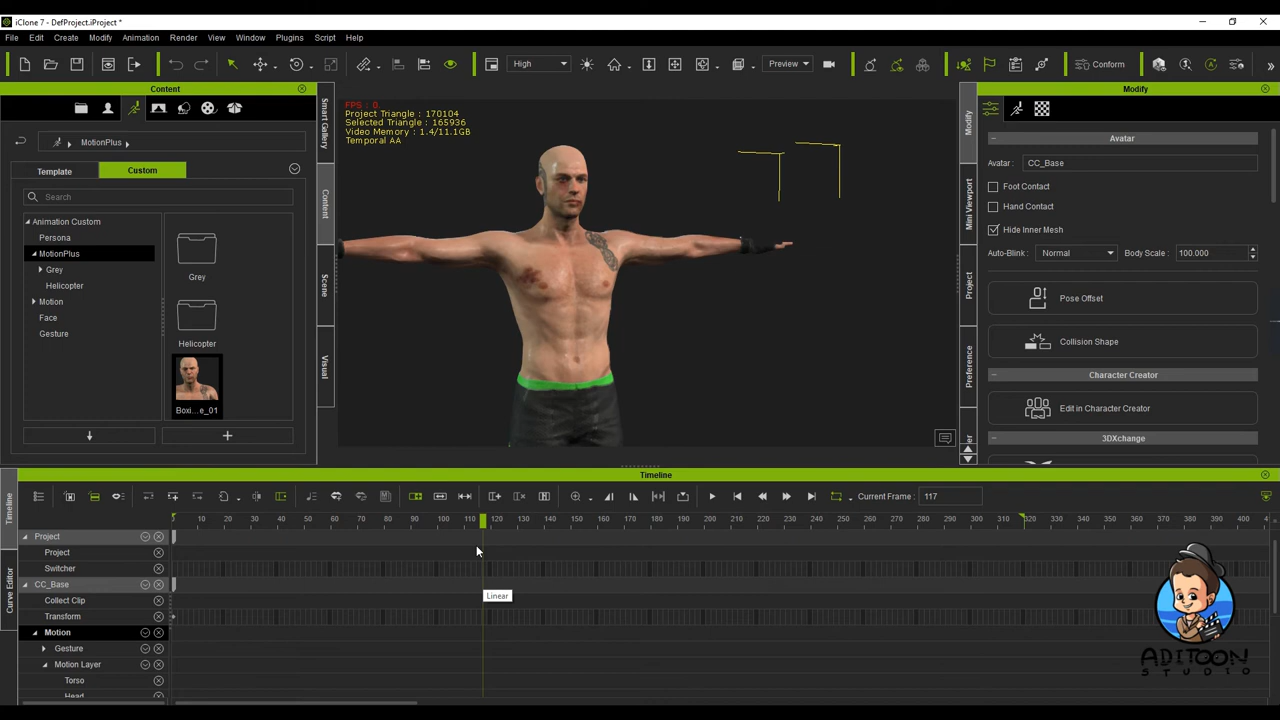 iClone 7 - DefProject.iProject *
File Edit Create Modify Animation Render View Window Plugins Script Help
High
Preview
Conform
Content
MotionPlus
Template
Custom
Search
Animation Custom
Persona
MotionPlus
Grey
Helicopter
Motion
Face
Gesture
Grey
Helicopter
Boxi...e_01
Smart Gallery
Content
Scene
Visual
FPS : 0
Project Triangle : 170104
Selected Triangle : 165936
Video Memory : 1.4/11.1GB
Temporal AA
Modify
Mini Viewport
Project
Preference
Modify
Avatar
Avatar : CC_Base
Foot Contact
Hand Contact
Hide Inner Mesh
Auto-Blink : Normal Body Scale : 100.000
Pose Offset
Collision Shape
Character Creator
Edit in Character Creator
3DXchange
Timeline
Timeline
Curve Editor
Current Frame : 117
10 20 30 40 50 60 70 80 90 100 110 120 130 140 150 160 170 180 190 200 210 220 230 240 250 260 270 280 290 300 310 320 330 340 350 360 370 380 390 400
Project
Project
Switcher
CC_Base
Collect Clip
Transform
Motion
Gesture
Motion Layer
Torso
Head
Linear
ADITOON
STUDIO